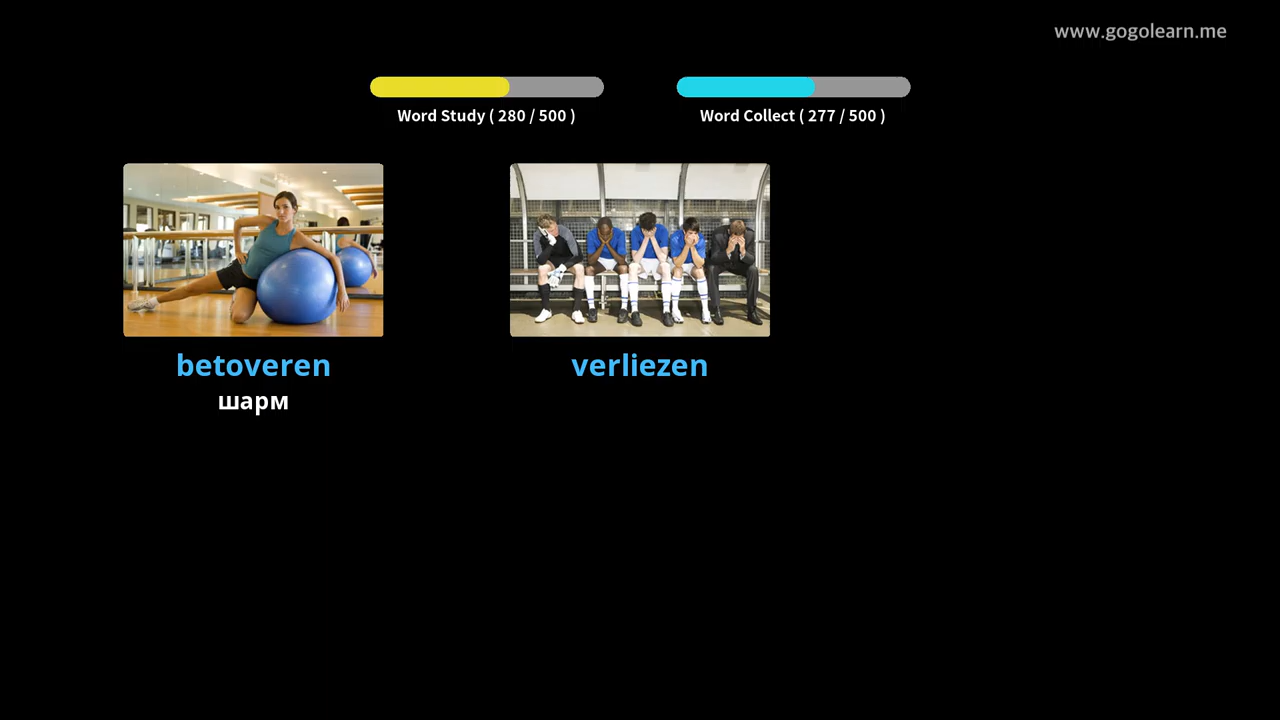 www.gogolearn.me
Word Study ( 280 / 500 )
Word Collect ( 277 / 500 )
betoveren
шарм
verliezen